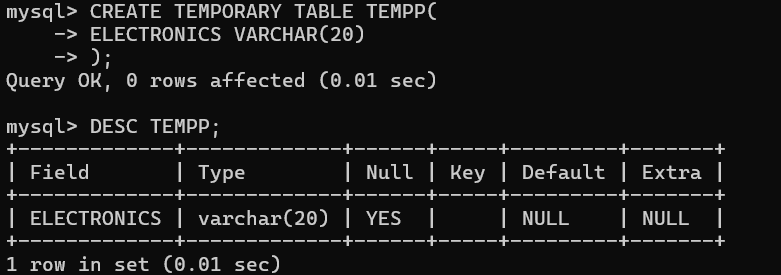 mysql> CREATE TEMPORARY TABLE TEMPP(
    -> ELECTRONICS VARCHAR(20)
    -> );
Query OK, 0 rows affected (0.01 sec)

mysql> DESC TEMPP;
+-------------+-------------+------+-----+---------+-------+
| Field       | Type        | Null | Key | Default | Extra |
+-------------+-------------+------+-----+---------+-------+
| ELECTRONICS | varchar(20) | YES  |     | NULL    | NULL  |
+-------------+-------------+------+-----+---------+-------+
1 row in set (0.01 sec)